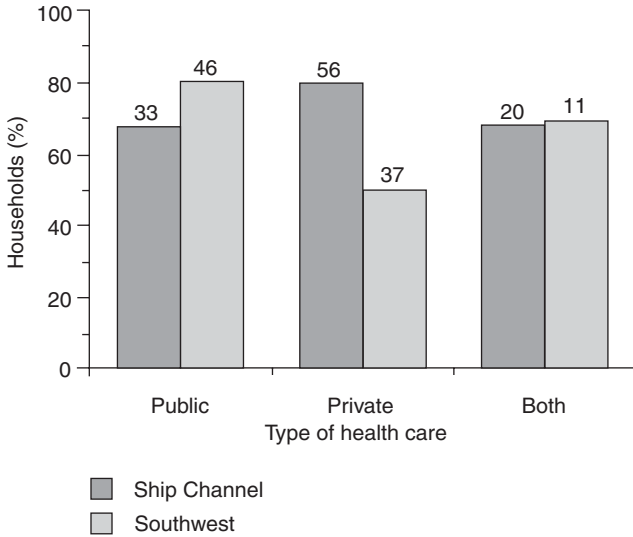 100
80
60
40
20
0
Households (%)
33 46 56 37 20 11
Public Private Both
Type of health care
Ship Channel
Southwest